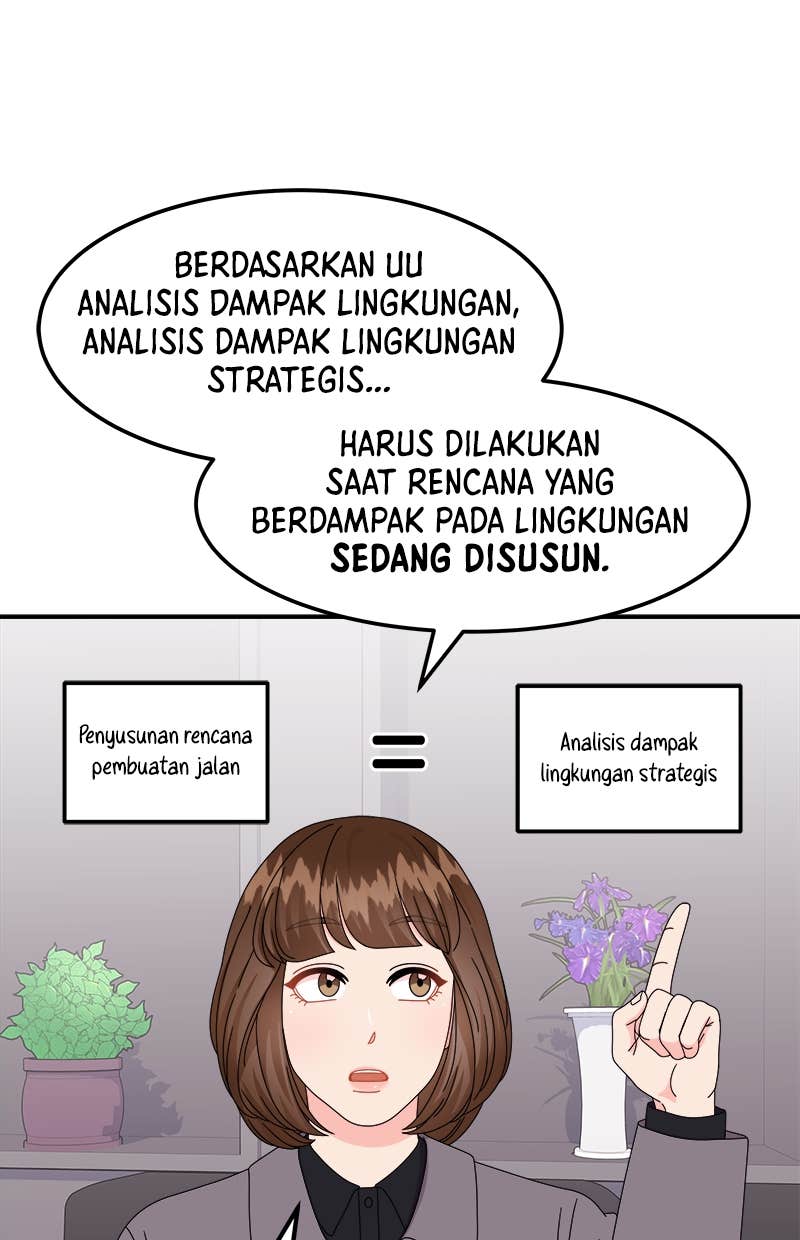 BERDASARKAN UU
ANALISIS DAMPAK LINGKUNGAN,
ANALISIS DAMPAK LINGKUNGAN
STRATEGIS...
HARUS DILAKUKAN
SAAT RENCANA YANG
BERDAMPAK PADA LINGKUNGAN
SEDANG DISUSUN.
Penyusunan rencana
pembuatan jalan
=
Analisis dampak
lingkungan strategis